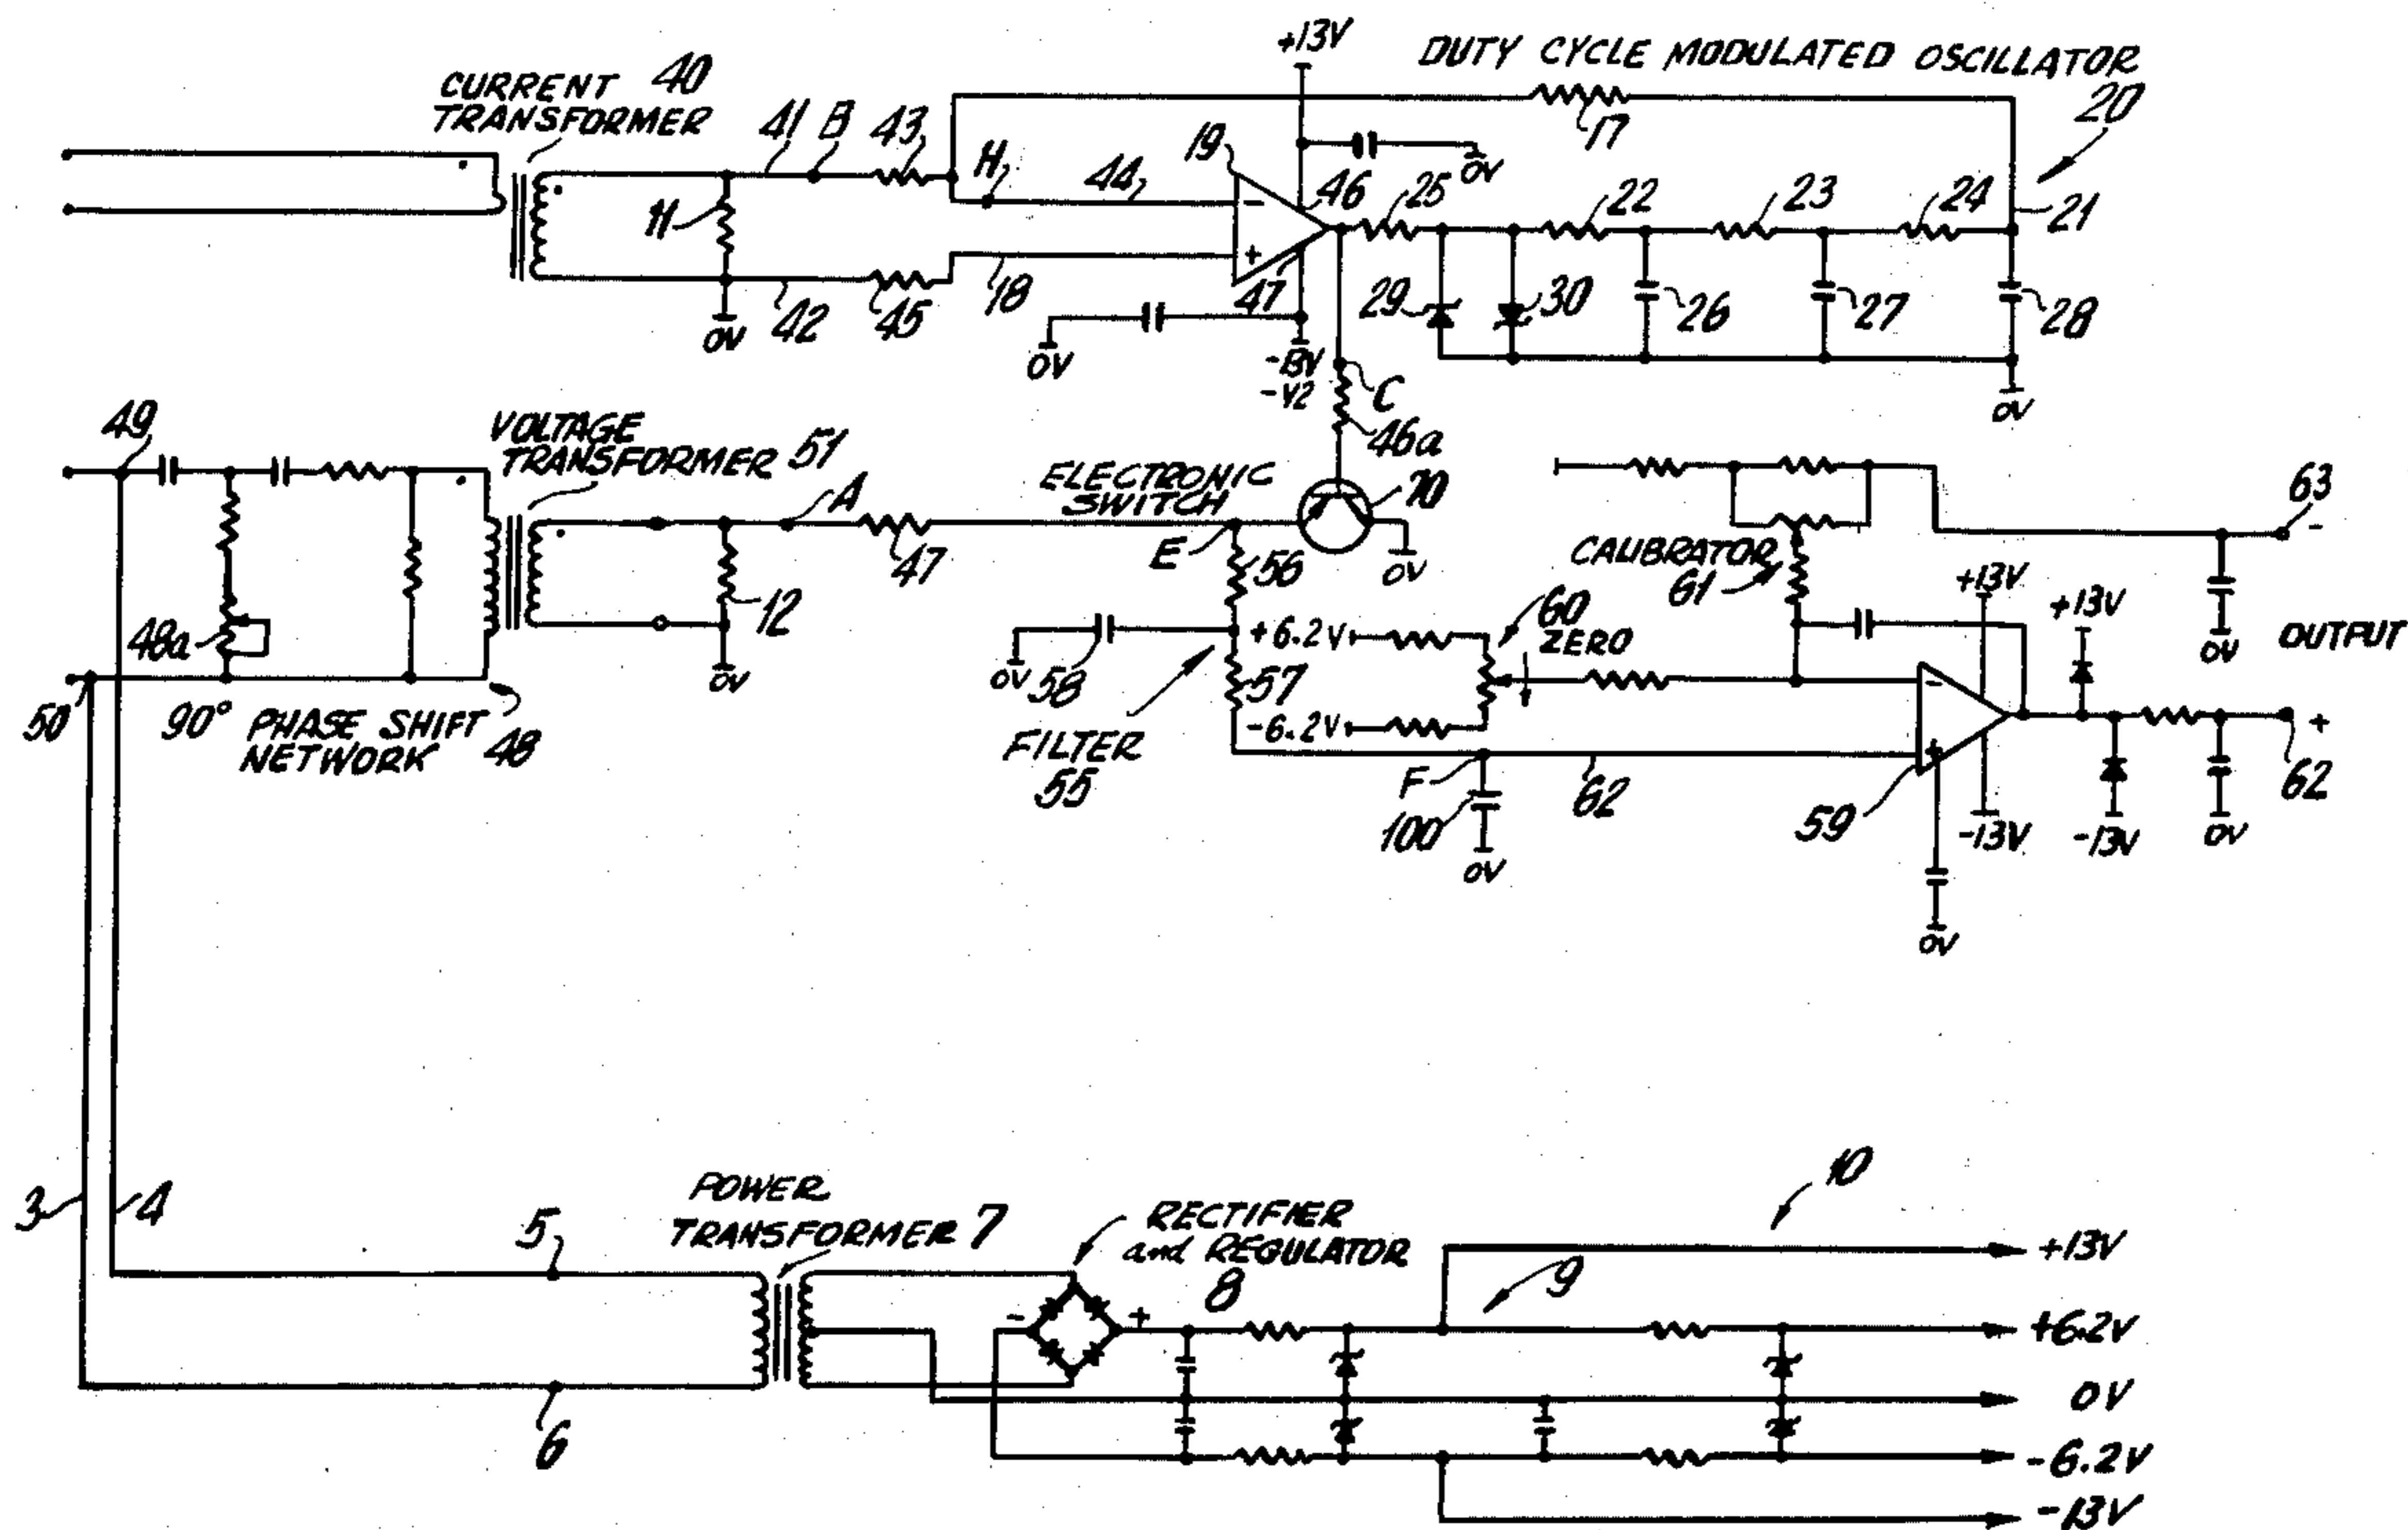 +13V
DUTY CYCLE MODULATED OSCILLATOR
20
CURRENT 40
TRANSFORMER
41 B 43
H
44
19
46
0V
17
25 22 23 24
21
H
0V
42
45
18
47
0V
-13V
-V2
C
46a
29 30 26 27 28
0V
49
VOLTAGE
TRANSFORMER 51
A
ELECTRONIC
SWITCH
70
0V
E
47
56
12
0V
48a
50
90° PHASE SHIFT
NETWORK 48
0V 58
+6.2V
60
ZERO
57
-6.2V
FILTER
55
F
100
0V
62
CALIBRATOR
61
+13V
+13V
63
-
0V
OUTPUT
59
-13V
-13V
0V
+
62
0V
3 4
5
6
POWER
TRANSFORMER 7
RECTIFIER
and REGULATOR
8
- +
9
10
+13V
+6.2V
0V
-6.2V
-13V